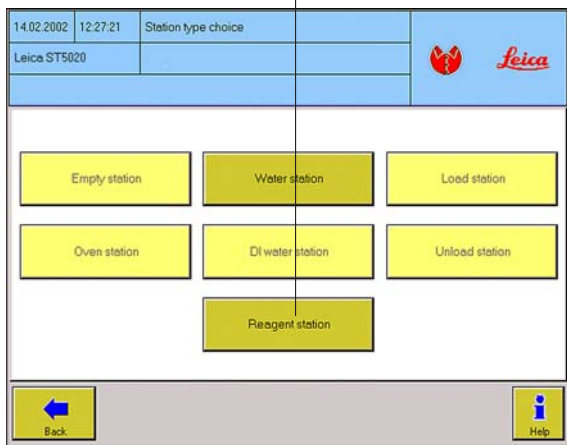 14.02.2002 12:27:21 Station type choice
Leica ST5020
Leica
Empty station Water station Load station
Oven station DI water station Unload station
Reagent station
Back Help